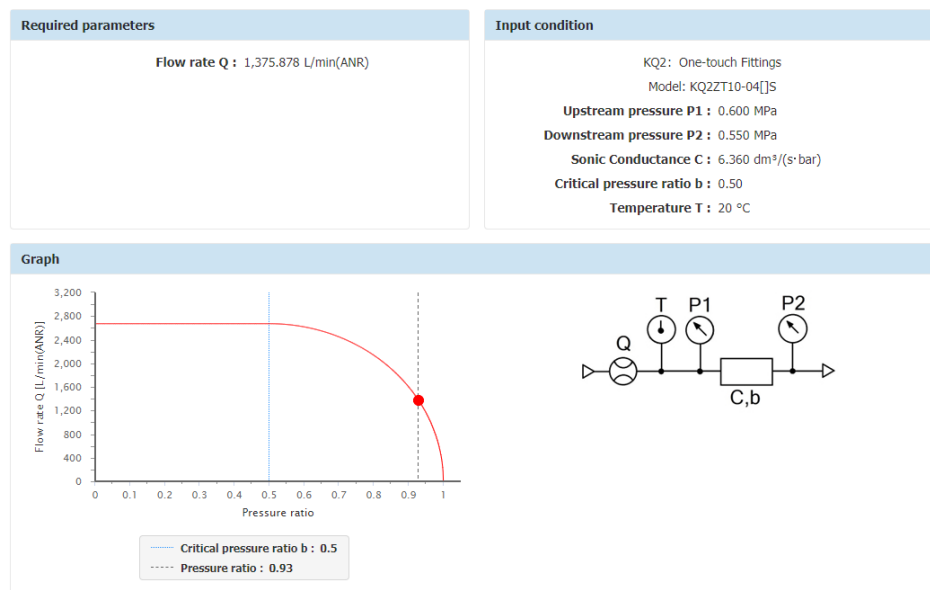 Required parameters
Flow rate Q : 1,375.878 L/min(ANR)
Input condition
KQ2: One-touch Fittings
Model: KQ2ZT10-04[]S
Upstream pressure P1 : 0.600 MPa
Downstream pressure P2 : 0.550 MPa
Sonic Conductance C : 6.360 dm³/(s·bar)
Critical pressure ratio b : 0.50
Temperature T : 20 °C
Graph
Flow rate Q [L/min(ANR)]
3,200
2,800
2,400
2,000
1,600
1,200
800
400
0
0 0.1 0.2 0.3 0.4 0.5 0.6 0.7 0.8 0.9 1
Pressure ratio
Critical pressure ratio b : 0.5
Pressure ratio : 0.93
T P1 P2
Q
C,b